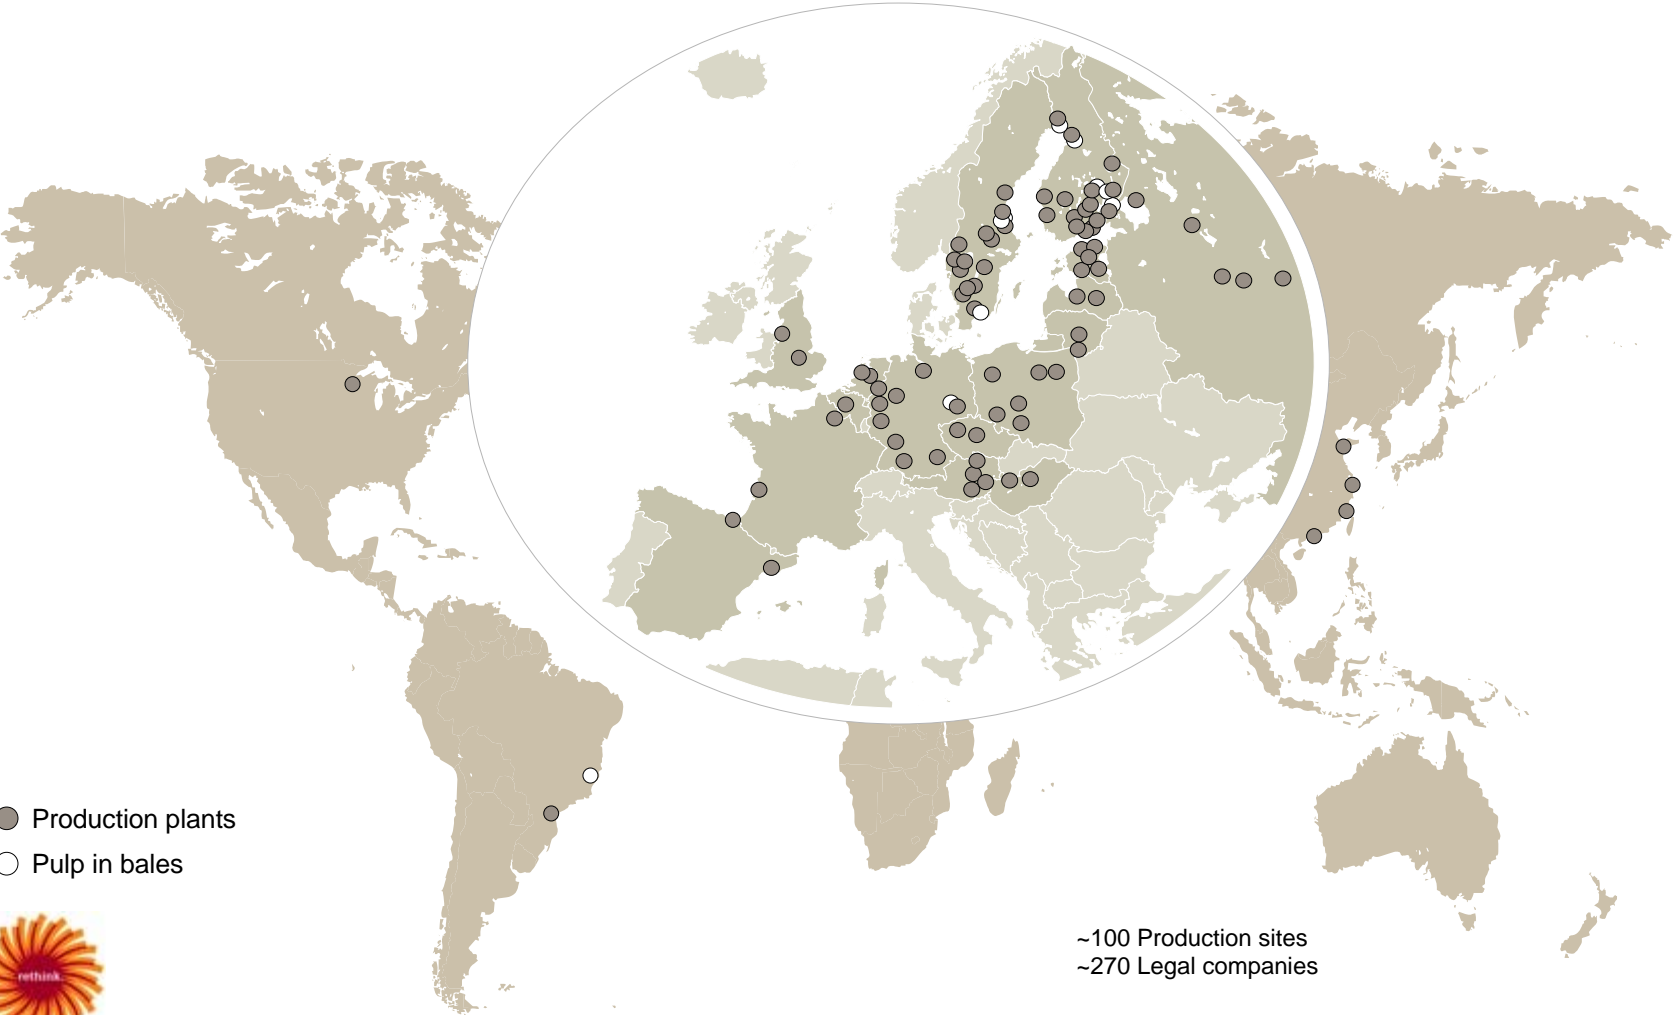 Production plants
Pulp in bales
rethink.
~100 Production sites
~270 Legal companies